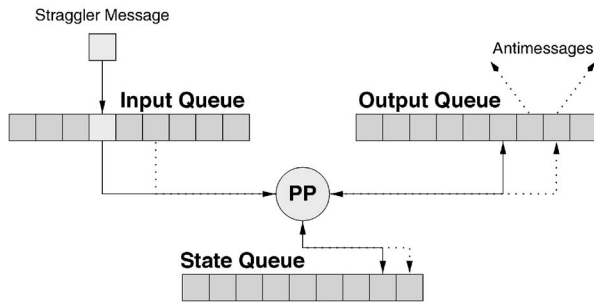 Straggler Message
Antimessages
Input Queue
Output Queue
PP
State Queue